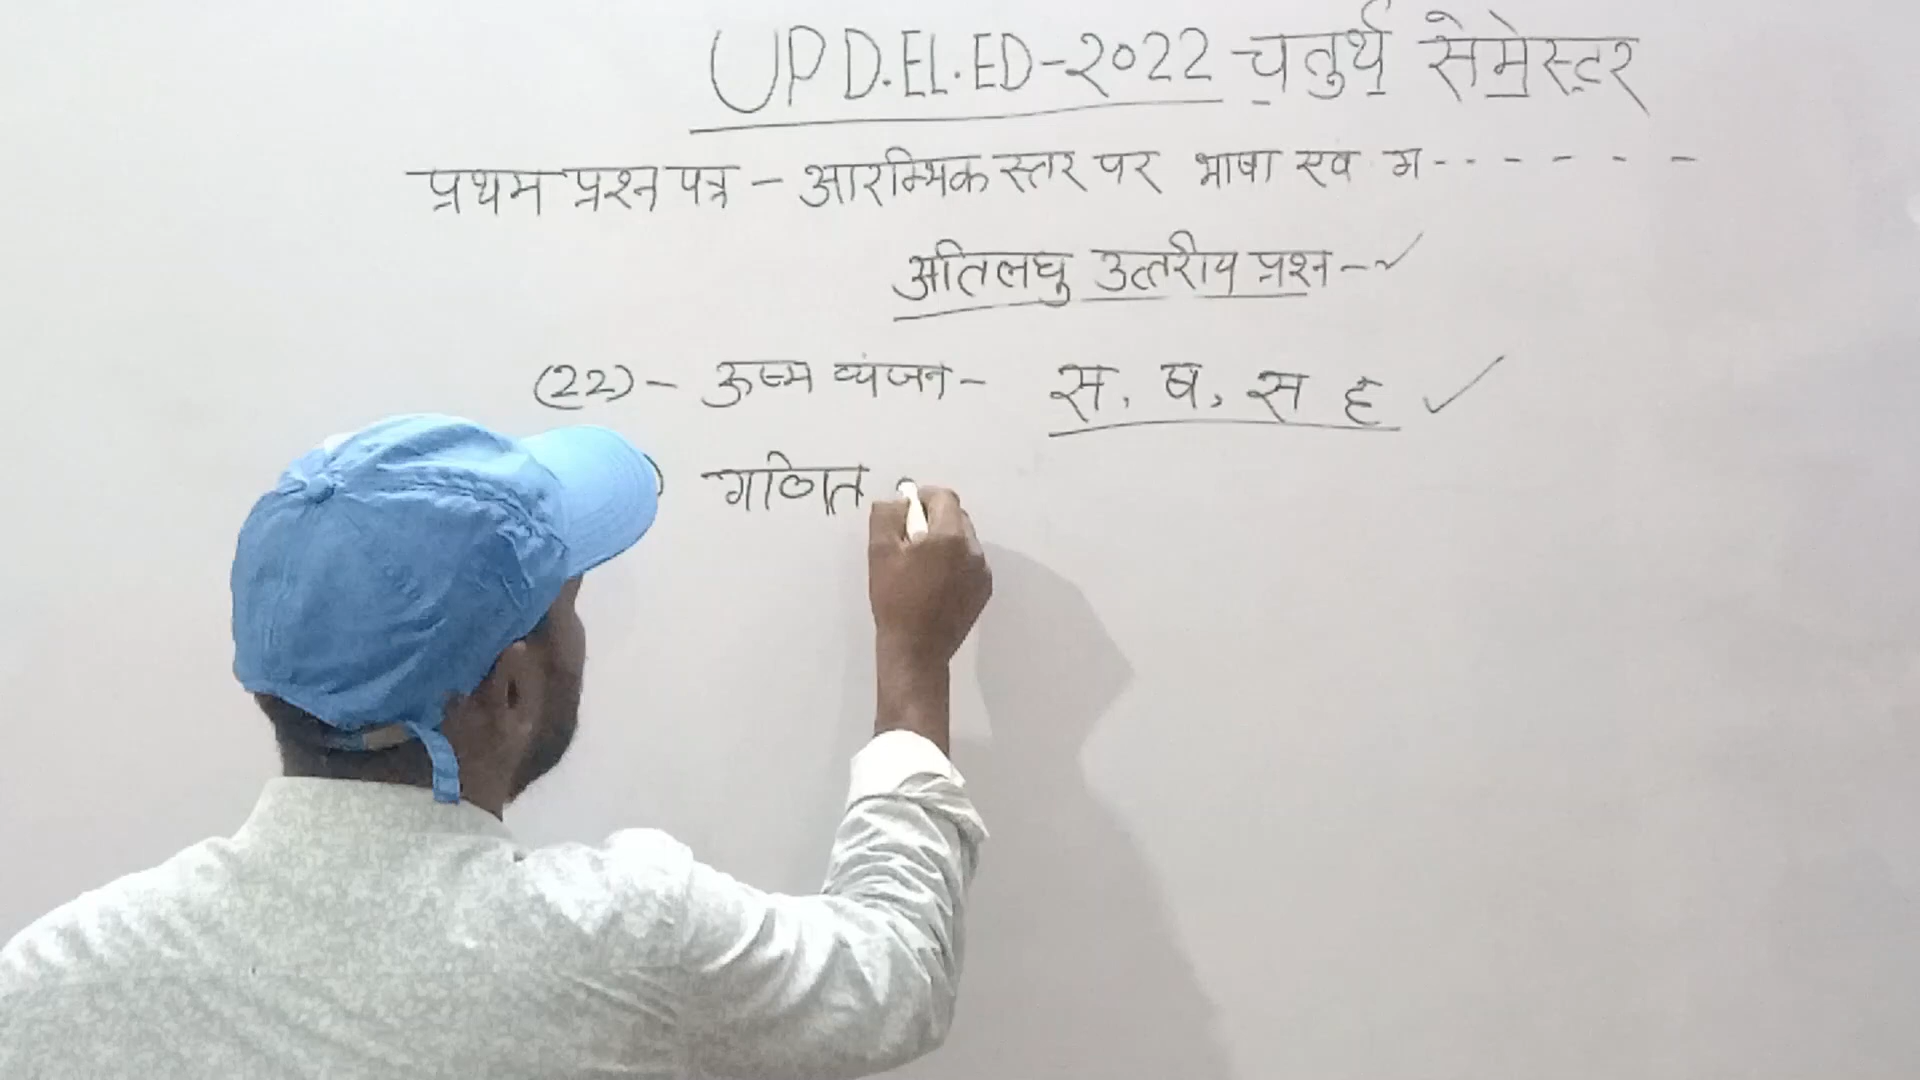 UP D.EL.ED-२०22 चतुर्थ सेमेस्टर
प्रथम प्रश्न पत्र - आरम्भिक स्तर पर भाषा एव ग - - - - - - -
अतिलघु उत्तरीय प्रश्न -
(22) - ऊष्म व्यंजन - स, ष, स ह
) गणित